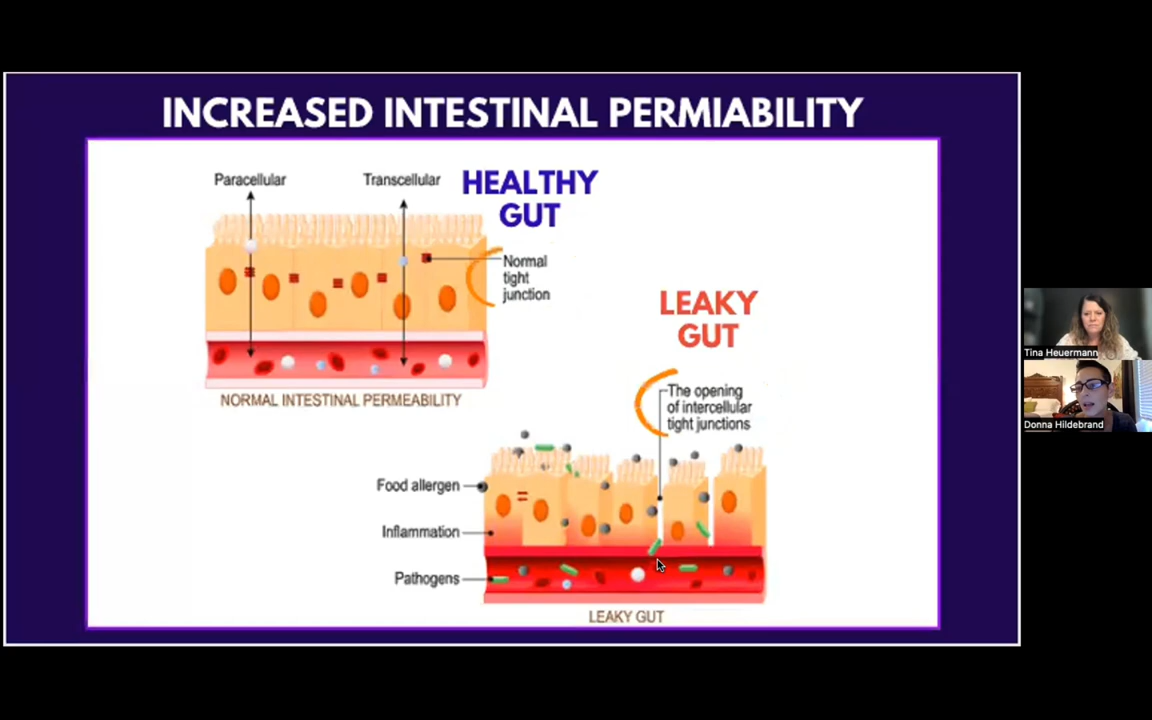 INCREASED INTESTINAL PERMIABILITY
Paracellular
Transcellular
HEALTHY
GUT
Normal
tight
junction
NORMAL INTESTINAL PERMEABILITY
LEAKY
GUT
The opening
of intercellular
tight junctions
Food allergen
Inflammation
Pathogens
LEAKY GUT
Tina Heuermann
Donna Hildebrand